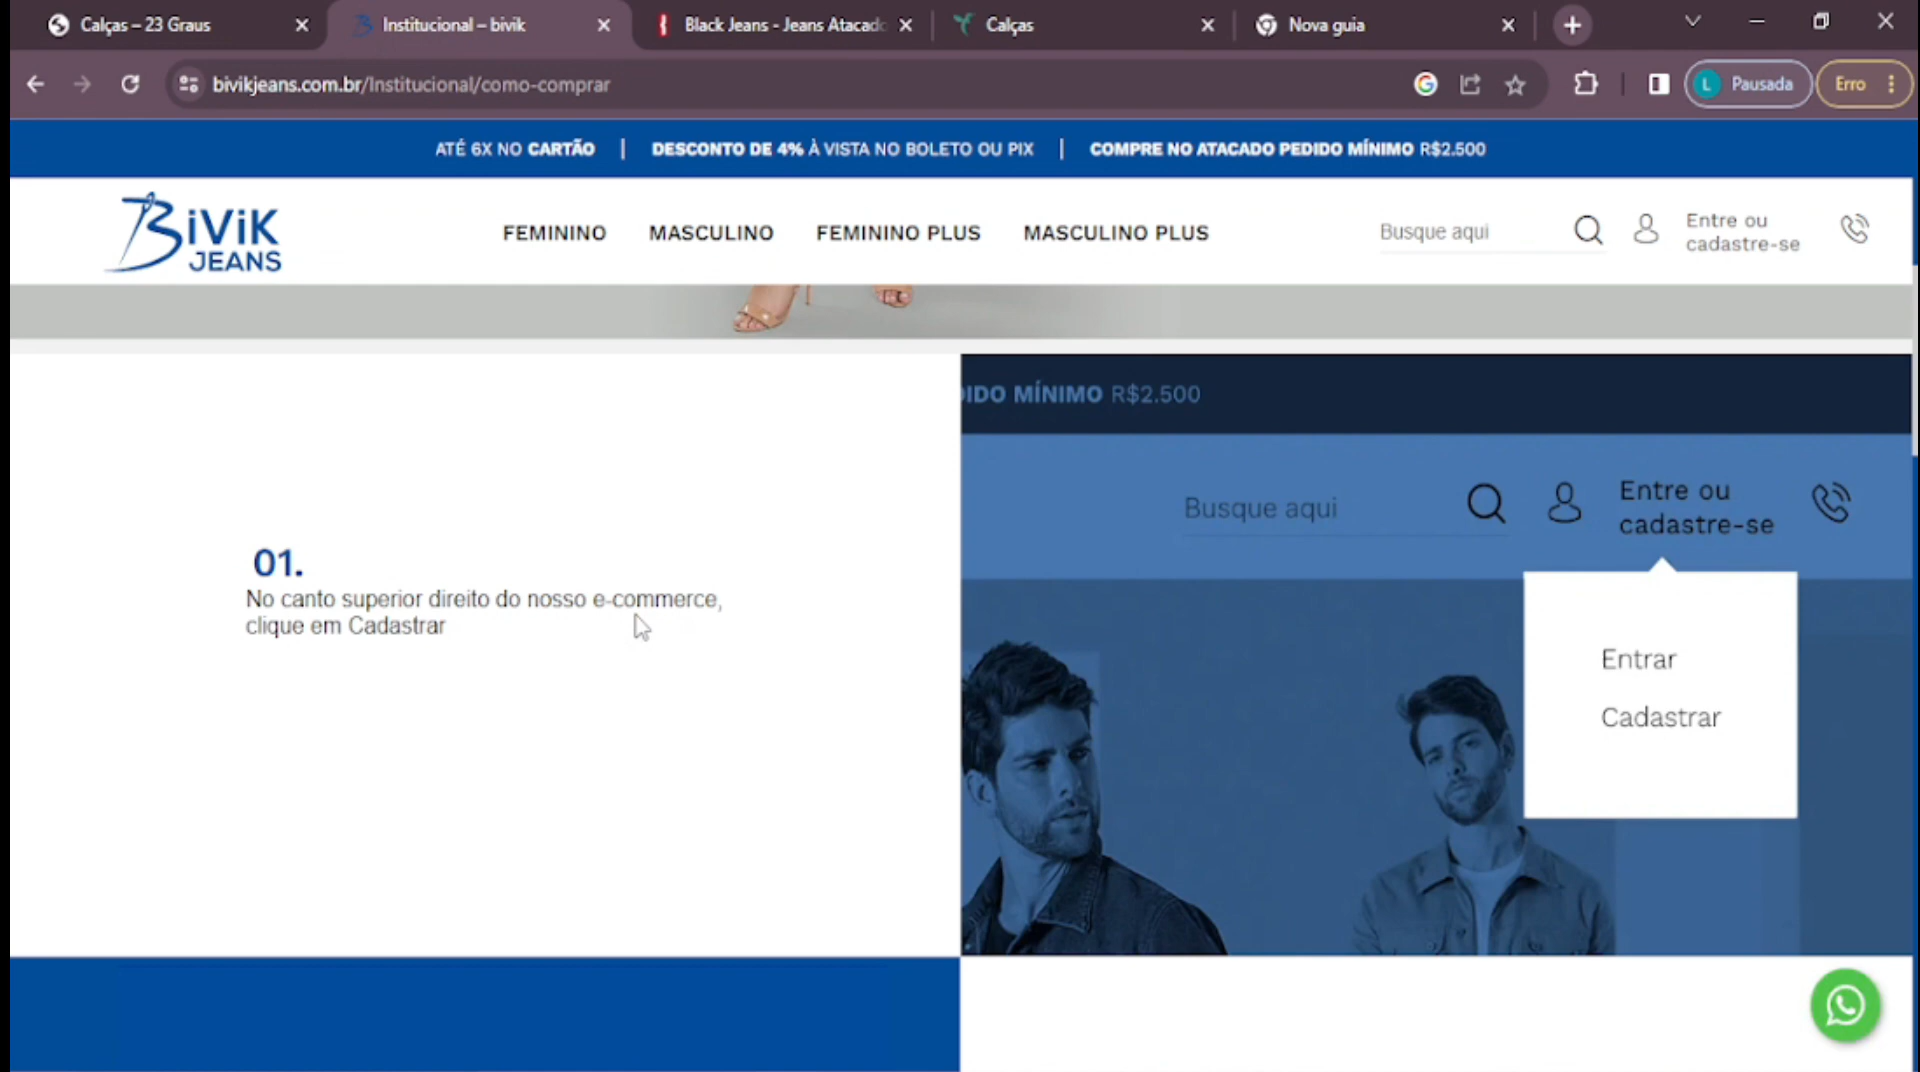 Calças – 23 Graus
Institucional – bivik
Black Jeans - Jeans Atacado
Calças
Nova guia
bivikjeans.com.br/Institucional/como-comprar
L Pausada
Erro
ATÉ 6X NO CARTÃO | DESCONTO DE 4% À VISTA NO BOLETO OU PIX | COMPRE NO ATACADO PEDIDO MÍNIMO R$2.500
BiViK
JEANS
FEMININO MASCULINO FEMININO PLUS MASCULINO PLUS
Busque aqui
Entre ou
cadastre-se
IDO MÍNIMO R$2.500
Busque aqui
Entre ou
cadastre-se
Entrar
Cadastrar
01.
No canto superior direito do nosso e-commerce,
clique em Cadastrar